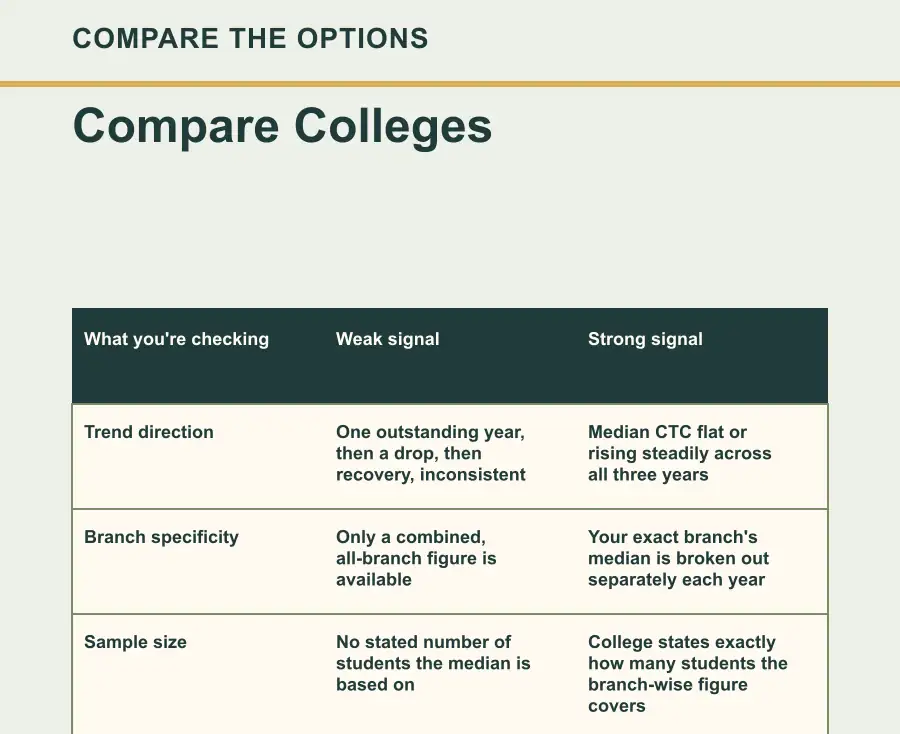 COMPARE THE OPTIONS
Compare Colleges
What you're checking
Weak signal
Strong signal
Trend direction
One outstanding year,
then a drop, then
recovery, inconsistent
Median CTC flat or
rising steadily across
all three years
Branch specificity
Only a combined,
all-branch figure is
available
Your exact branch's
median is broken out
separately each year
Sample size
No stated number of
students the median is
based on
College states exactly
how many students the
branch-wise figure
covers